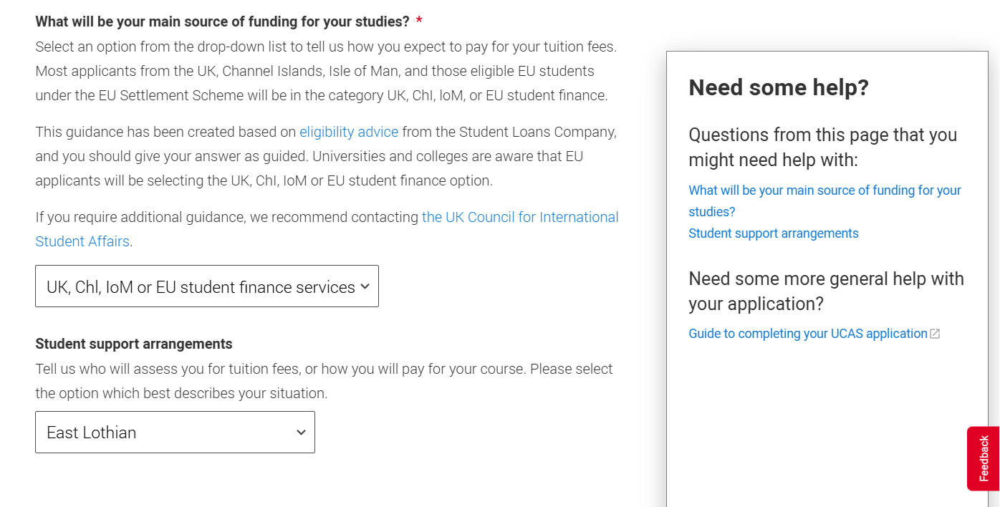 What will be your main source of funding for your studies? *
Select an option from the drop-down list to tell us how you expect to pay for your tuition fees.
Most applicants from the UK, Channel Islands, Isle of Man, and those eligible EU students
under the EU Settlement Scheme will be in the category UK, ChI, loM, or EU student finance.
This guidance has been created based on eligibility advice from the Student Loans Company,
and you should give your answer as guided. Universities and colleges are aware that EU
applicants will be selecting the UK, ChI, IoM or EU student finance option.
If you require additional guidance, we recommend contacting the UK Council for International
Student Affairs.
UK, Chl, IoM or EU student finance services
Student support arrangements
Tell us who will assess you for tuition fees, or how you will pay for your course. Please select
the option which best describes your situation.
East Lothian
Need some help?
Questions from this page that you
might need help with:
What will be your main source of funding for your
studies?
Student support arrangements
Need some more general help with
your application?
Guide to completing your UCAS application
Feedback